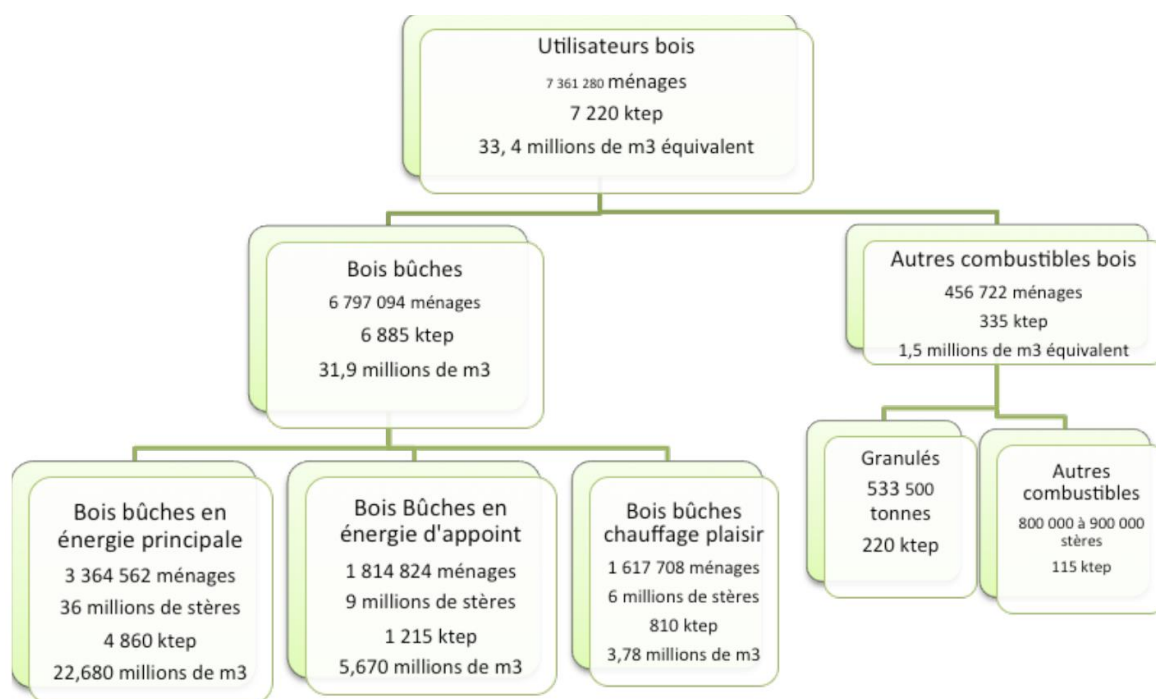 Utilisateurs bois
7 361 280 ménages
7 220 ktep
33, 4 millions de m3 équivalent
Bois bûches
6 797 094 ménages
6 885 ktep
31,9 millions de m3
Autres combustibles bois
456 722 ménages
335 ktep
1,5 millions de m3 équivalent
Bois bûches en
énergie principale
3 364 562 ménages
36 millions de stères
4 860 ktep
22,680 millions de m3
Bois Bûches en
énergie d'appoint
1 814 824 ménages
9 millions de stères
1 215 ktep
5,670 millions de m3
Bois bûches
chauffage plaisir
1 617 708 ménages
6 millions de stères
810 ktep
3,78 millions de m3
Granulés
533 500
tonnes
220 ktep
Autres
combustibles
800 000 à 900 000
stères
115 ktep